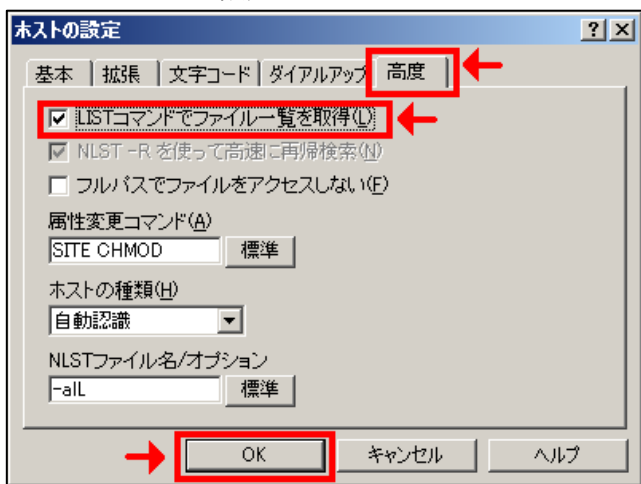 ホストの設定
基本 拡張 文字コード ダイアルアップ 高度
LISTコマンドでファイル一覧を取得(L)
NLST -R を使って高速に再帰検索(N)
フルパスでファイルをアクセスしない(F)
属性変更コマンド(A)
SITE CHMOD 標準
ホストの種類(H)
自動認識
NLSTファイル名/オプション
-alL 標準
OK キャンセル ヘルプ